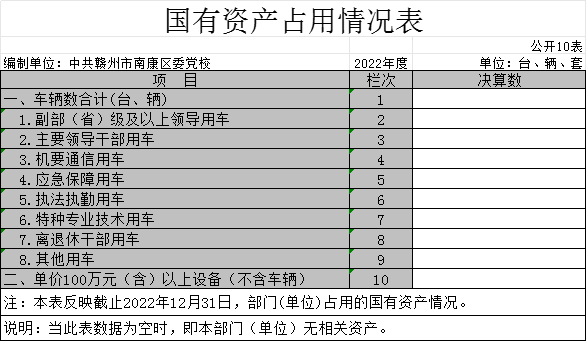 国有资产占用情况表
公开10表
编制单位：中共赣州市南康区委党校 2022年度 单位：台、辆、套
项 目 栏次 决算数
一、车辆数合计(台、辆) 1
1.副部（省）级及以上领导用车 2
2.主要领导干部用车 3
3.机要通信用车 4
4.应急保障用车 5
5.执法执勤用车 6
6.特种专业技术用车 7
7.离退休干部用车 8
8.其他用车 9
二、单价100万元（含）以上设备（不含车辆） 10
注：本表反映截止2022年12月31日，部门(单位)占用的国有资产情况。
说明：当此表数据为空时，即本部门（单位）无相关资产。